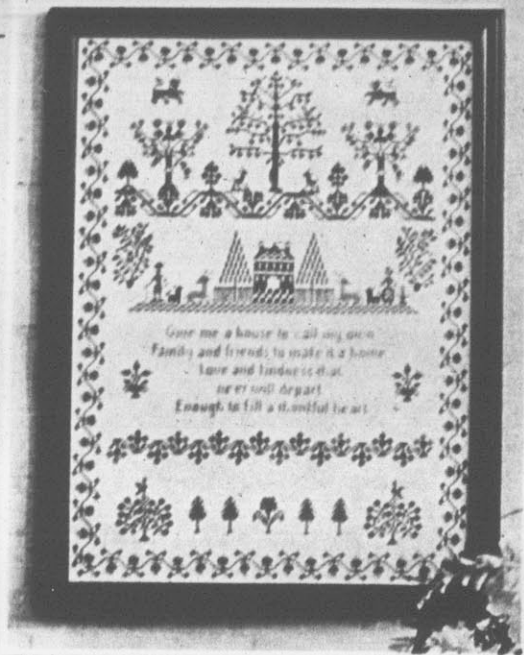 Give me a house to call my own
Family and friends to make it a home
Love and kindness that
never will depart
Enough to fill a thankful heart